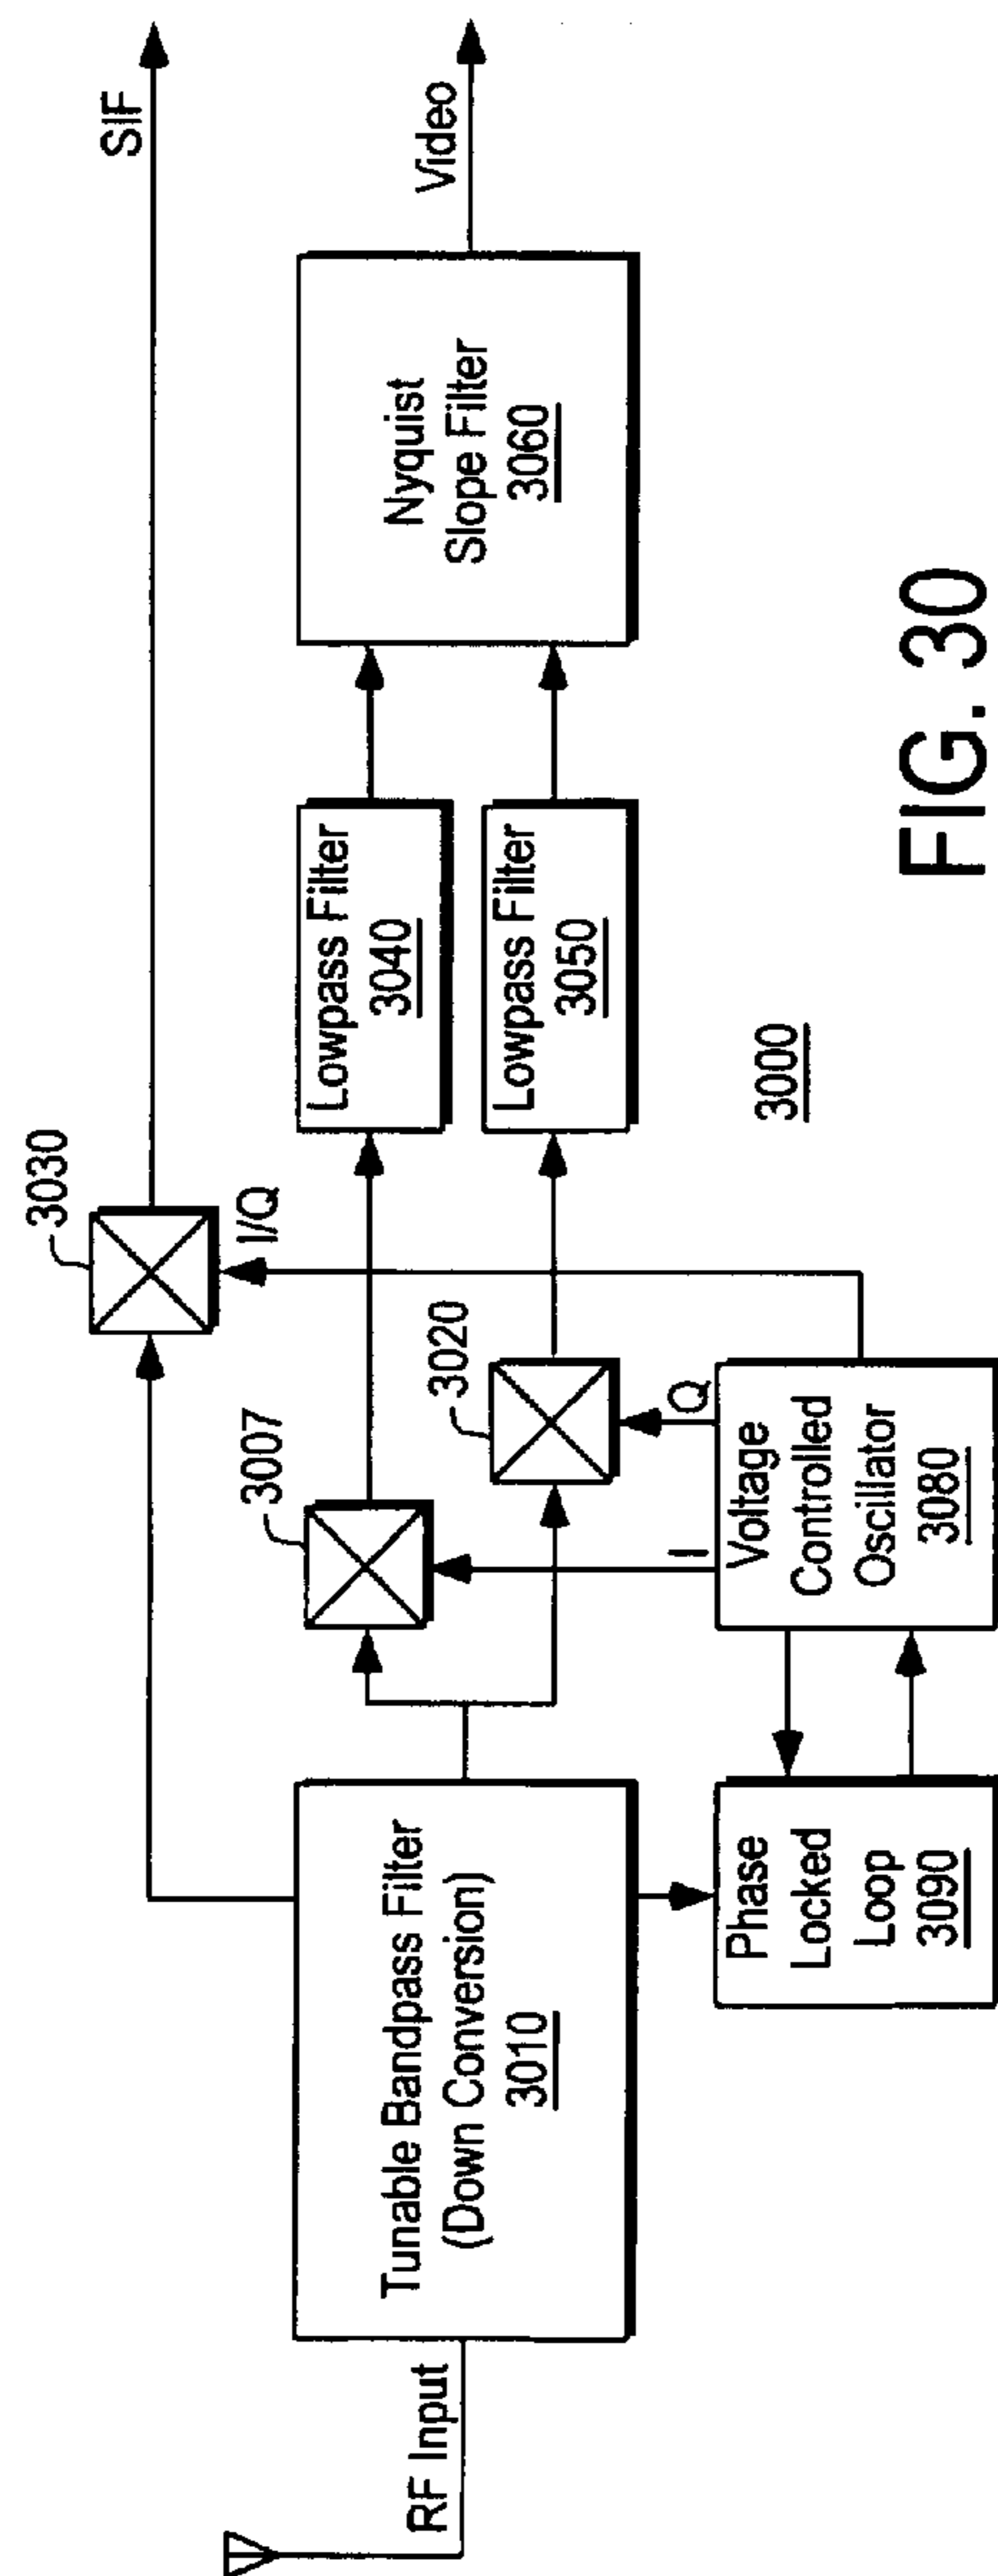 RF Input
Tunable Bandpass Filter
(Down Conversion)
3010
Phase
Locked
Loop
3090
Voltage
Controlled
Oscillator
3080
I
Q
I/Q
3007
3020
3030
Lowpass Filter
3040
Lowpass Filter
3050
Nyquist
Slope Filter
3060
SIF
Video
3000
FIG. 30